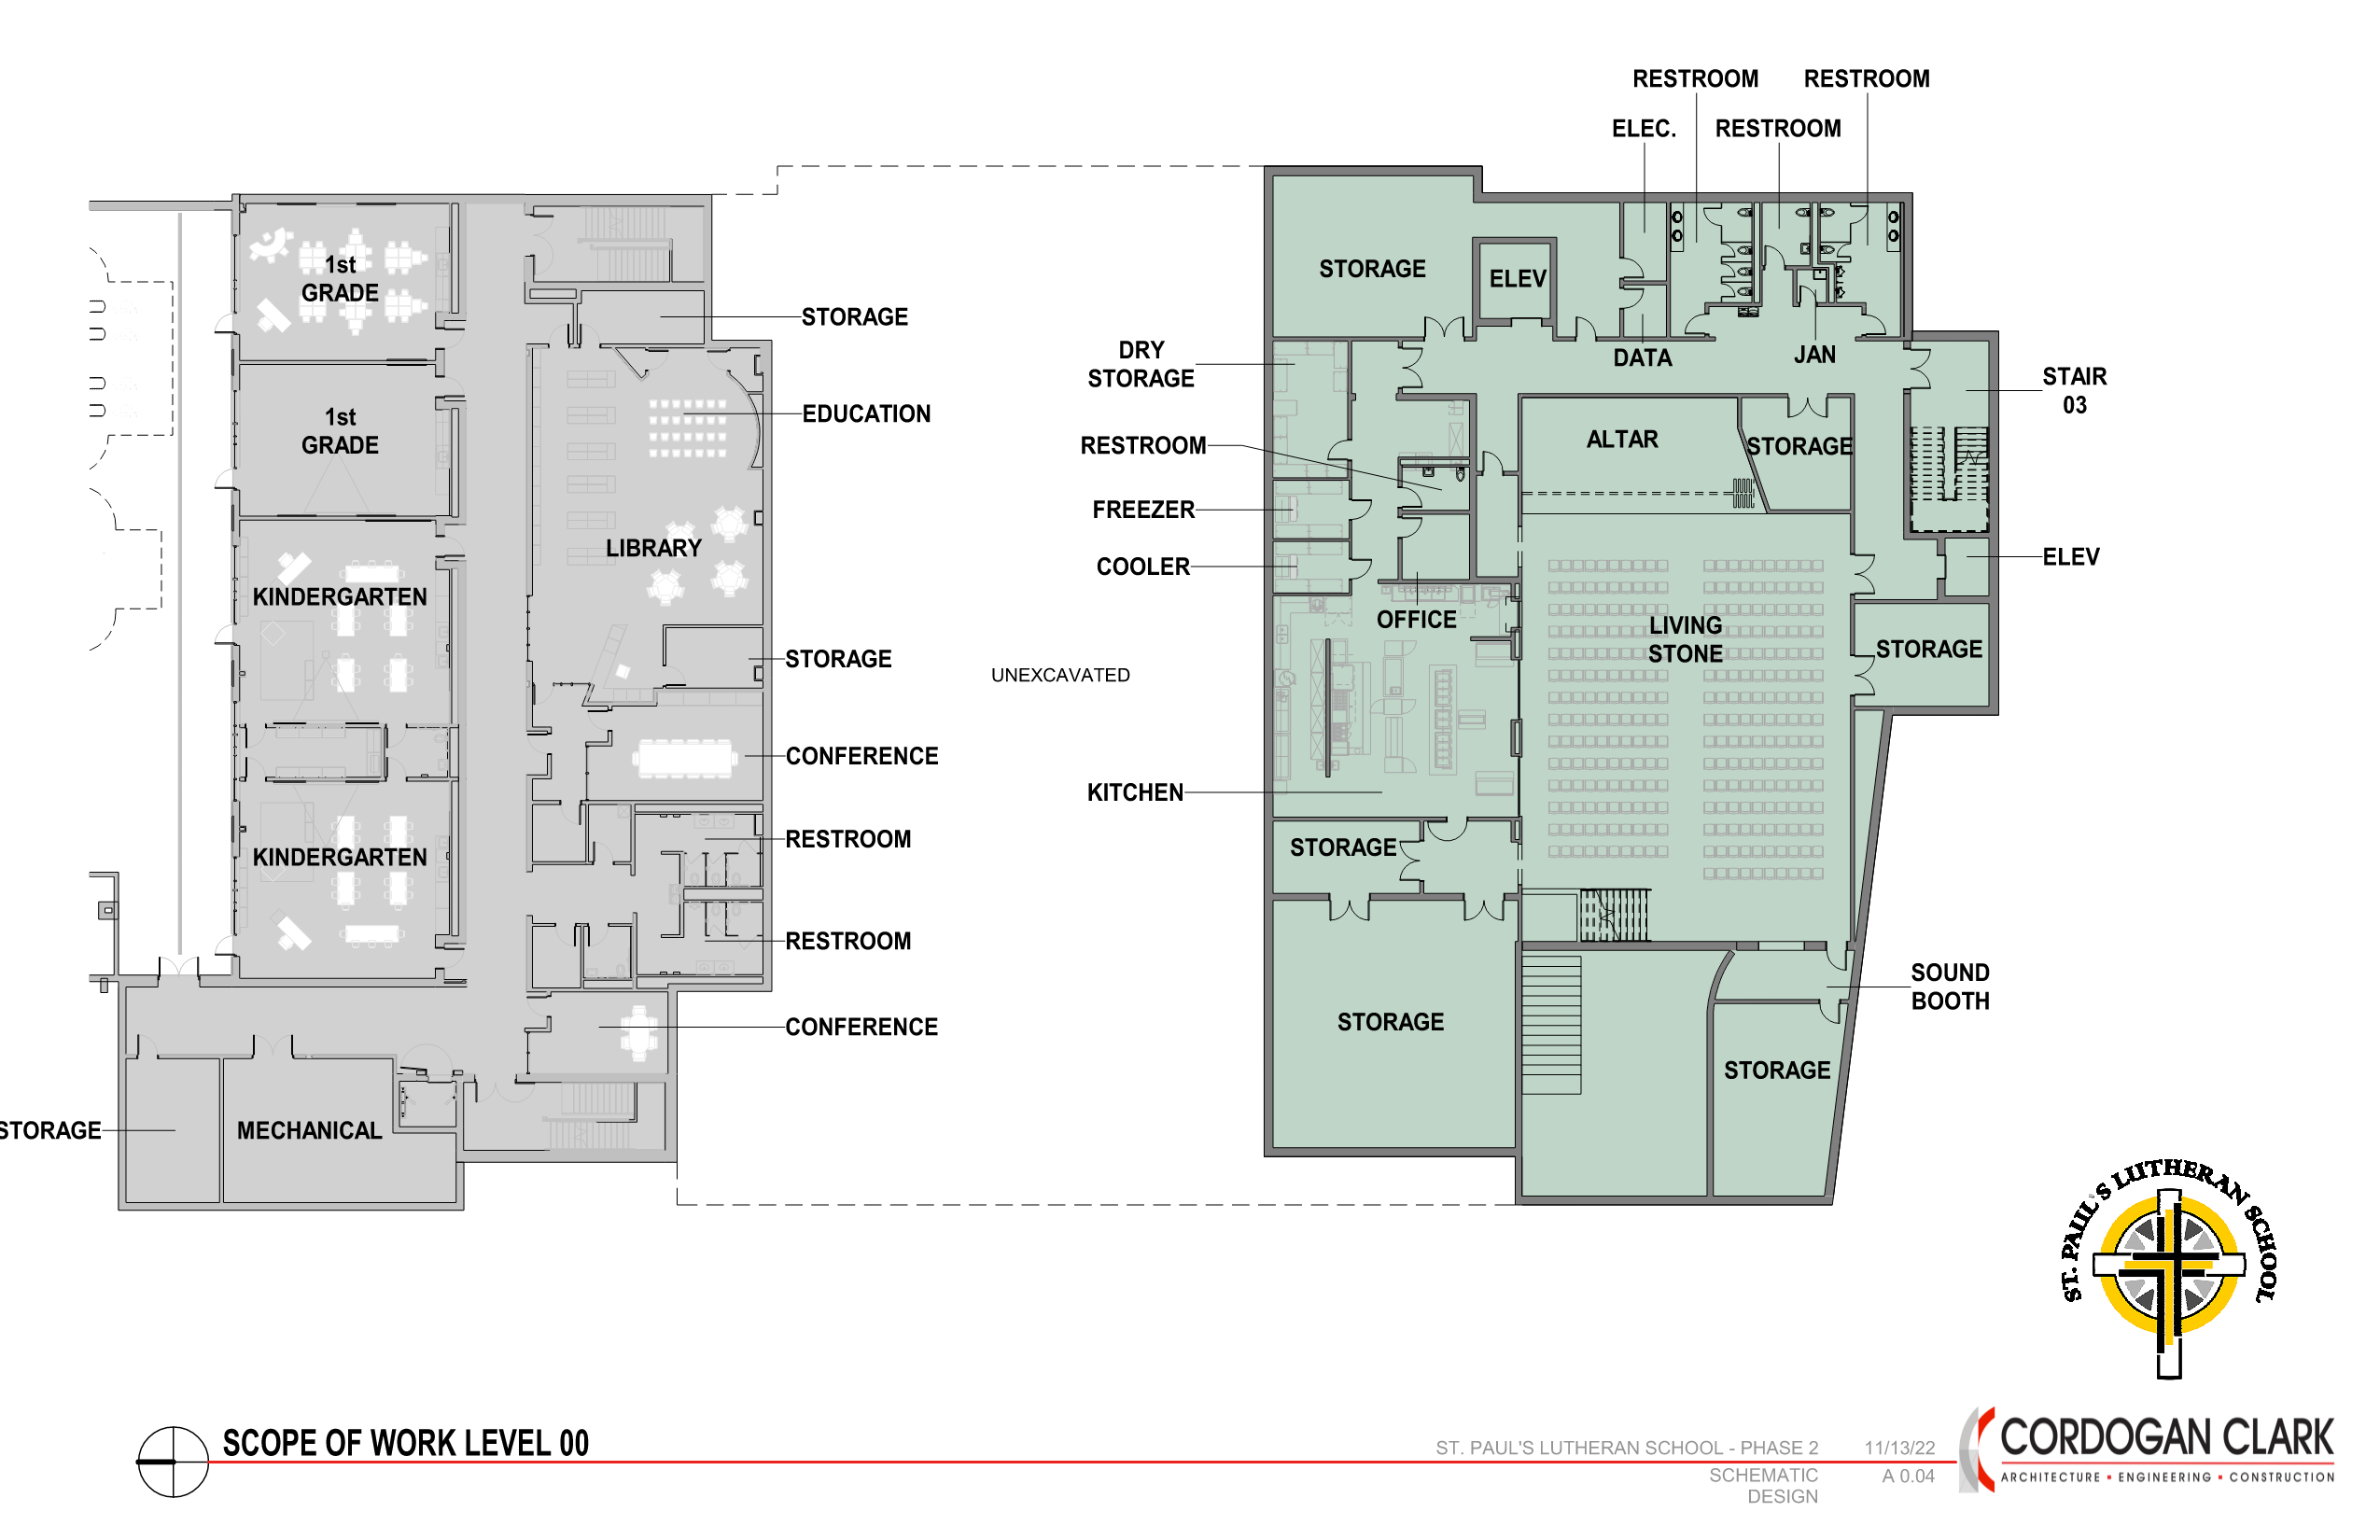 RESTROOM
RESTROOM
ELEC.
RESTROOM
1st
GRADE
STORAGE
EDUCATION
1st
GRADE
LIBRARY
KINDERGARTEN
STORAGE
CONFERENCE
RESTROOM
KINDERGARTEN
RESTROOM
CONFERENCE
STORAGE
MECHANICAL
UNEXCAVATED
STORAGE
ELEV
DRY
STORAGE
DATA
JAN
STAIR
03
ALTAR
STORAGE
RESTROOM
FREEZER
COOLER
ELEV
OFFICE
LIVING
STONE
STORAGE
KITCHEN
STORAGE
SOUND
BOOTH
STORAGE
STORAGE
ST. PAUL'S LUTHERAN SCHOOL
SCOPE OF WORK LEVEL 00
ST. PAUL'S LUTHERAN SCHOOL - PHASE 2
11/13/22
SCHEMATIC
DESIGN
A 0.04
CORDOGAN CLARK
ARCHITECTURE ▪ ENGINEERING ▪ CONSTRUCTION